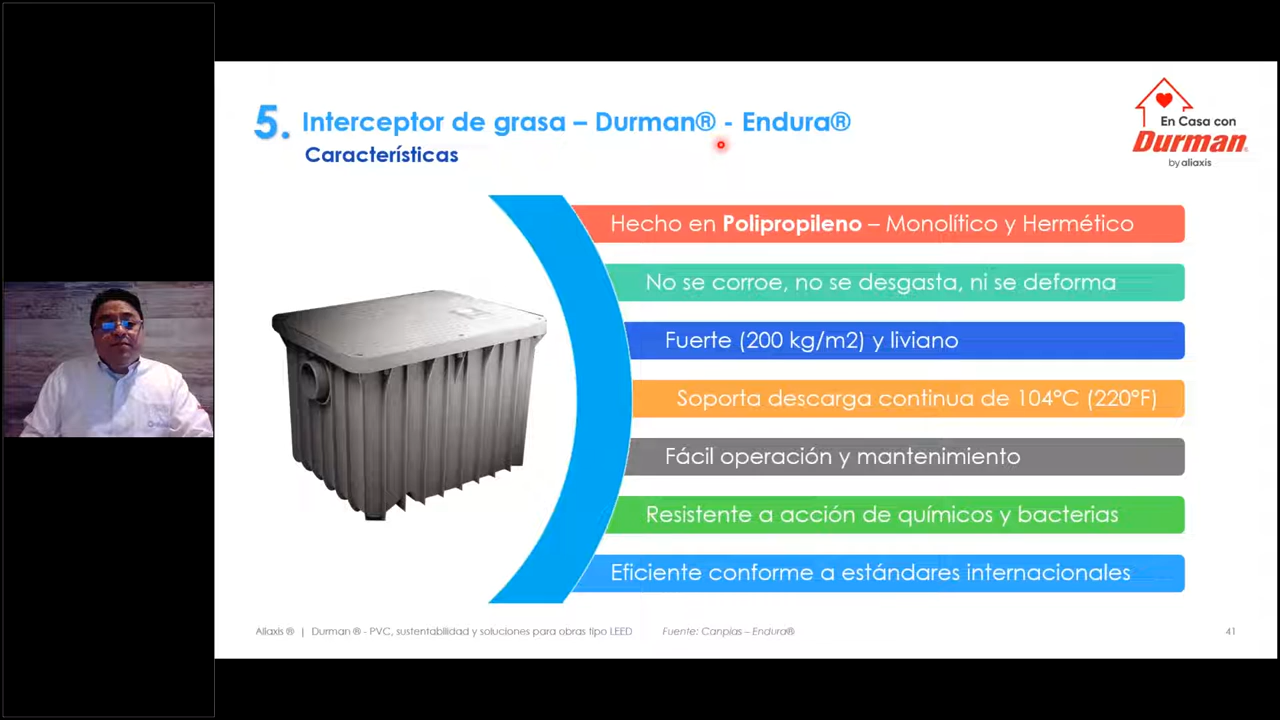 5. Interceptor de grasa – Durman® - Endura®
Características
En Casa con
Durman®
by aliaxis
Hecho en Polipropileno – Monolítico y Hermético
No se corroe, no se desgasta, ni se deforma
Fuerte (200 kg/m2) y liviano
Soporta descarga continua de 104°C (220°F)
Fácil operación y mantenimiento
Resistente a acción de químicos y bacterias
Eficiente conforme a estándares internacionales
Aliaxis ® | Durman ® - PVC, sustentabilidad y soluciones para obras tipo LEED
Fuente: Canplas – Endura®
41